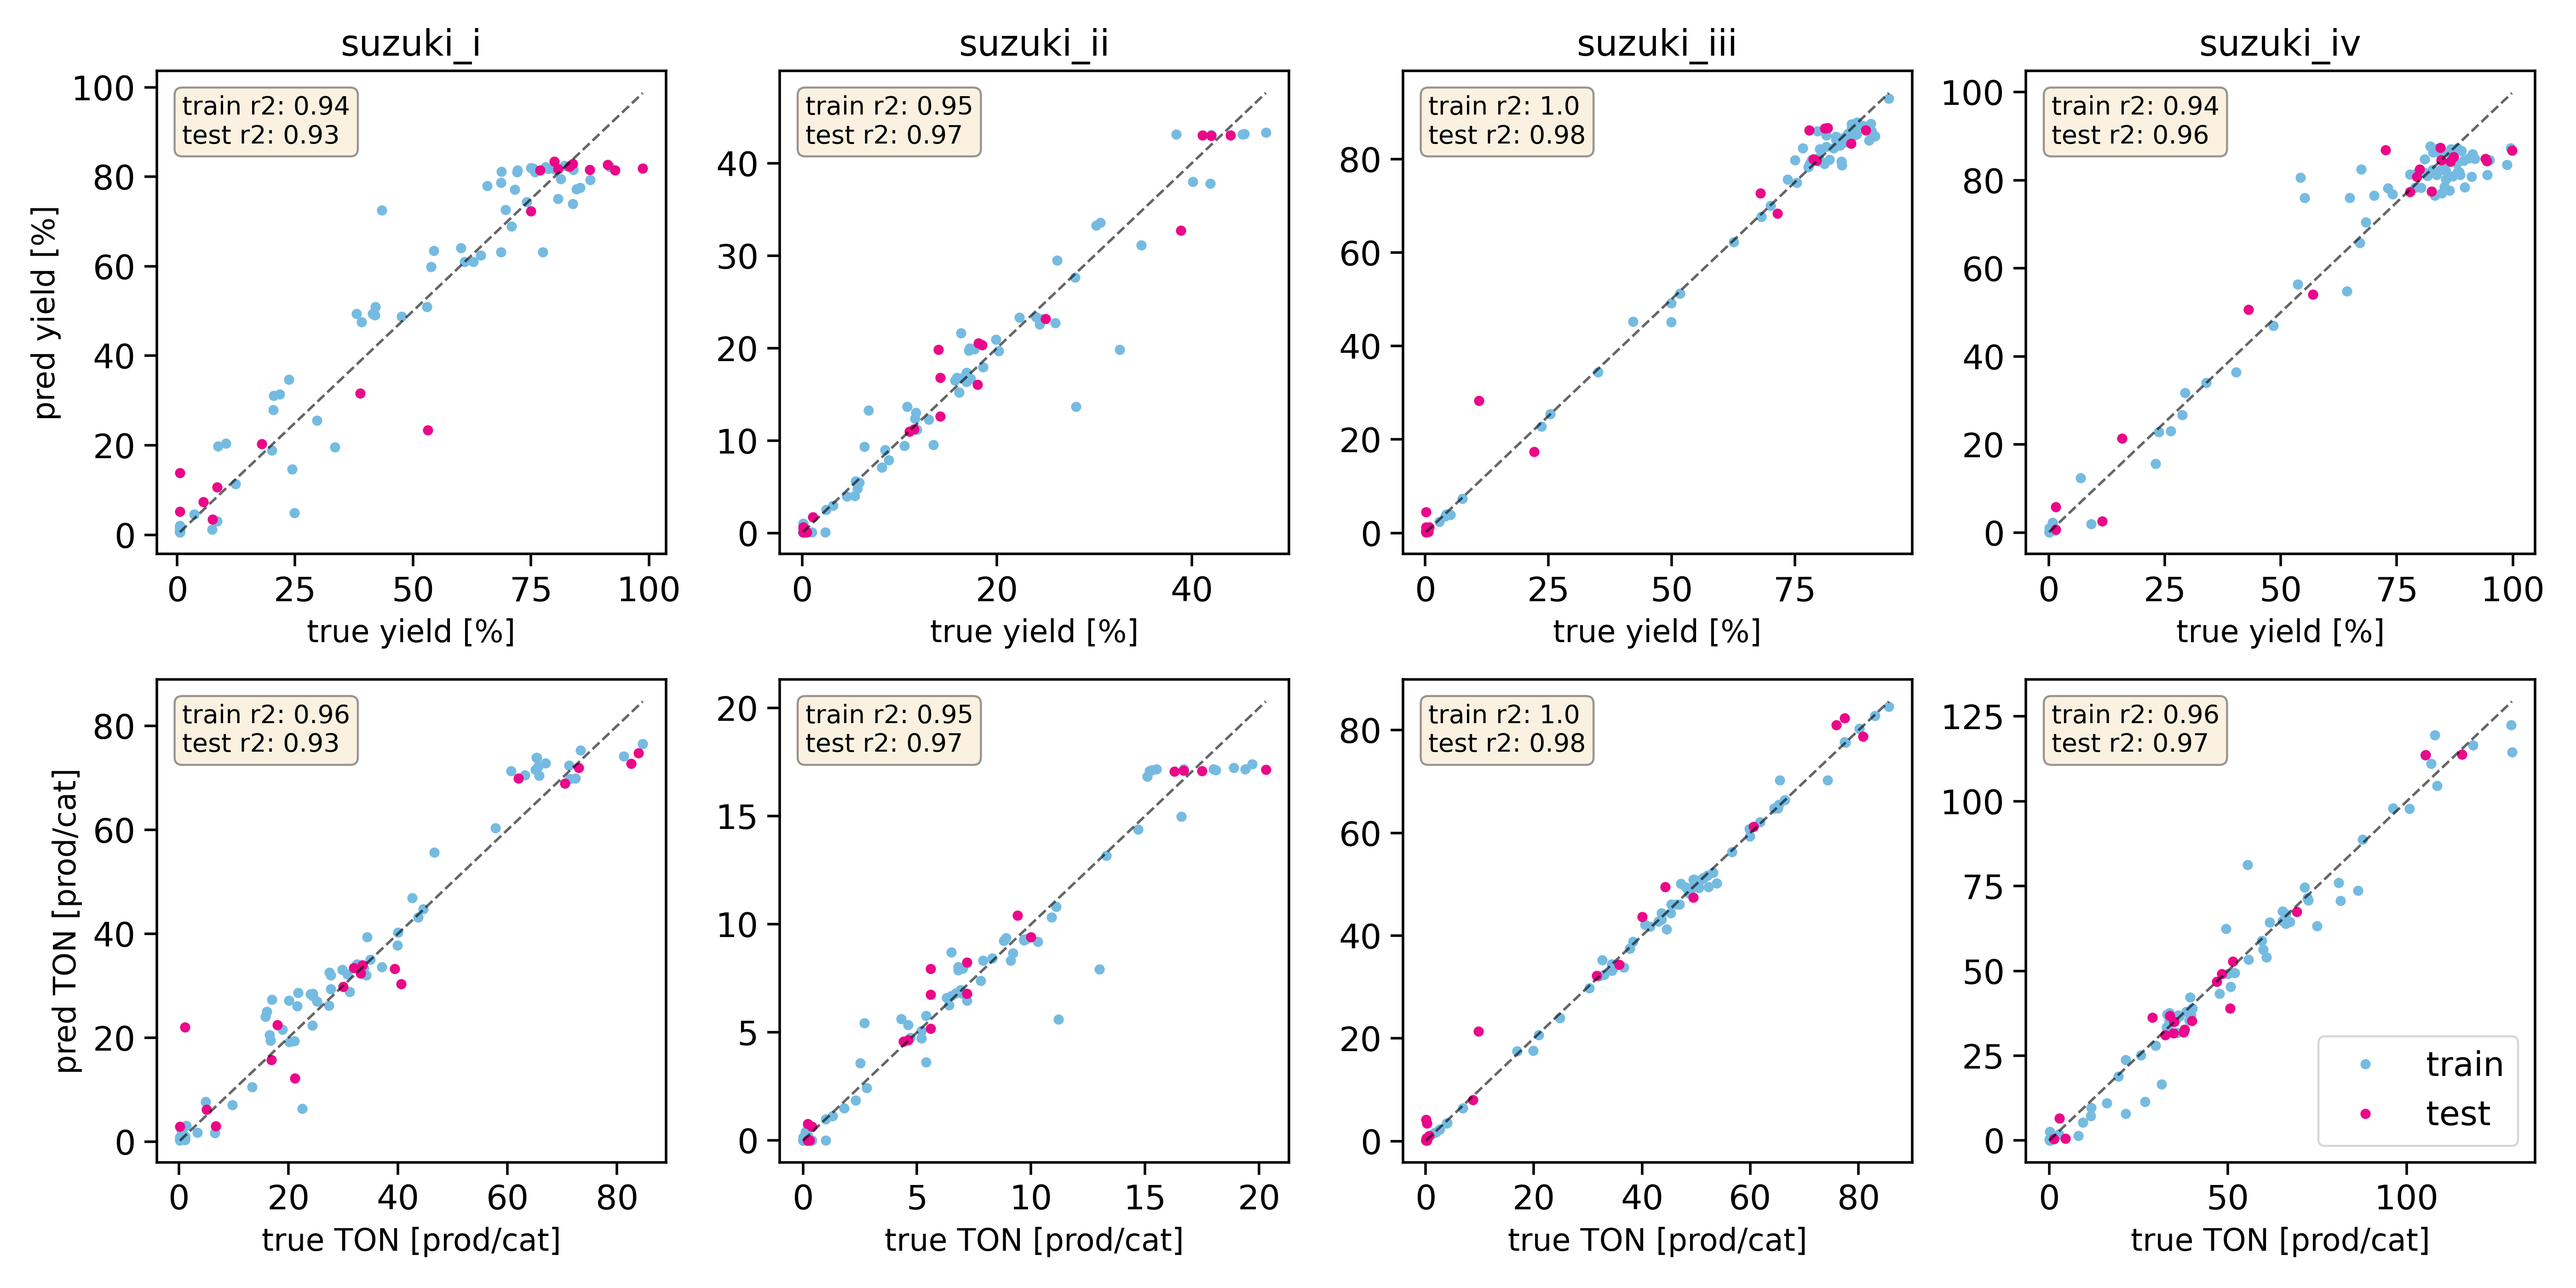 suzuki_i
suzuki_ii
suzuki_iii
suzuki_iv
train r2: 0.94
test r2: 0.93
100
80
60
40
20
0
pred yield [%]
0 25 50 75 100
true yield [%]
train r2: 0.95
test r2: 0.97
40
30
20
10
0
0 20 40
true yield [%]
train r2: 1.0
test r2: 0.98
80
60
40
20
0
0 25 50 75
true yield [%]
train r2: 0.94
test r2: 0.96
100
80
60
40
20
0
0 25 50 75 100
true yield [%]
train r2: 0.96
test r2: 0.93
80
60
40
20
0
pred TON [prod/cat]
0 20 40 60 80
true TON [prod/cat]
train r2: 0.95
test r2: 0.97
20
15
10
5
0
0 5 10 15 20
true TON [prod/cat]
train r2: 1.0
test r2: 0.98
80
60
40
20
0
0 20 40 60 80
true TON [prod/cat]
train r2: 0.96
test r2: 0.97
125
100
75
50
25
0
train
test
0 50 100
true TON [prod/cat]